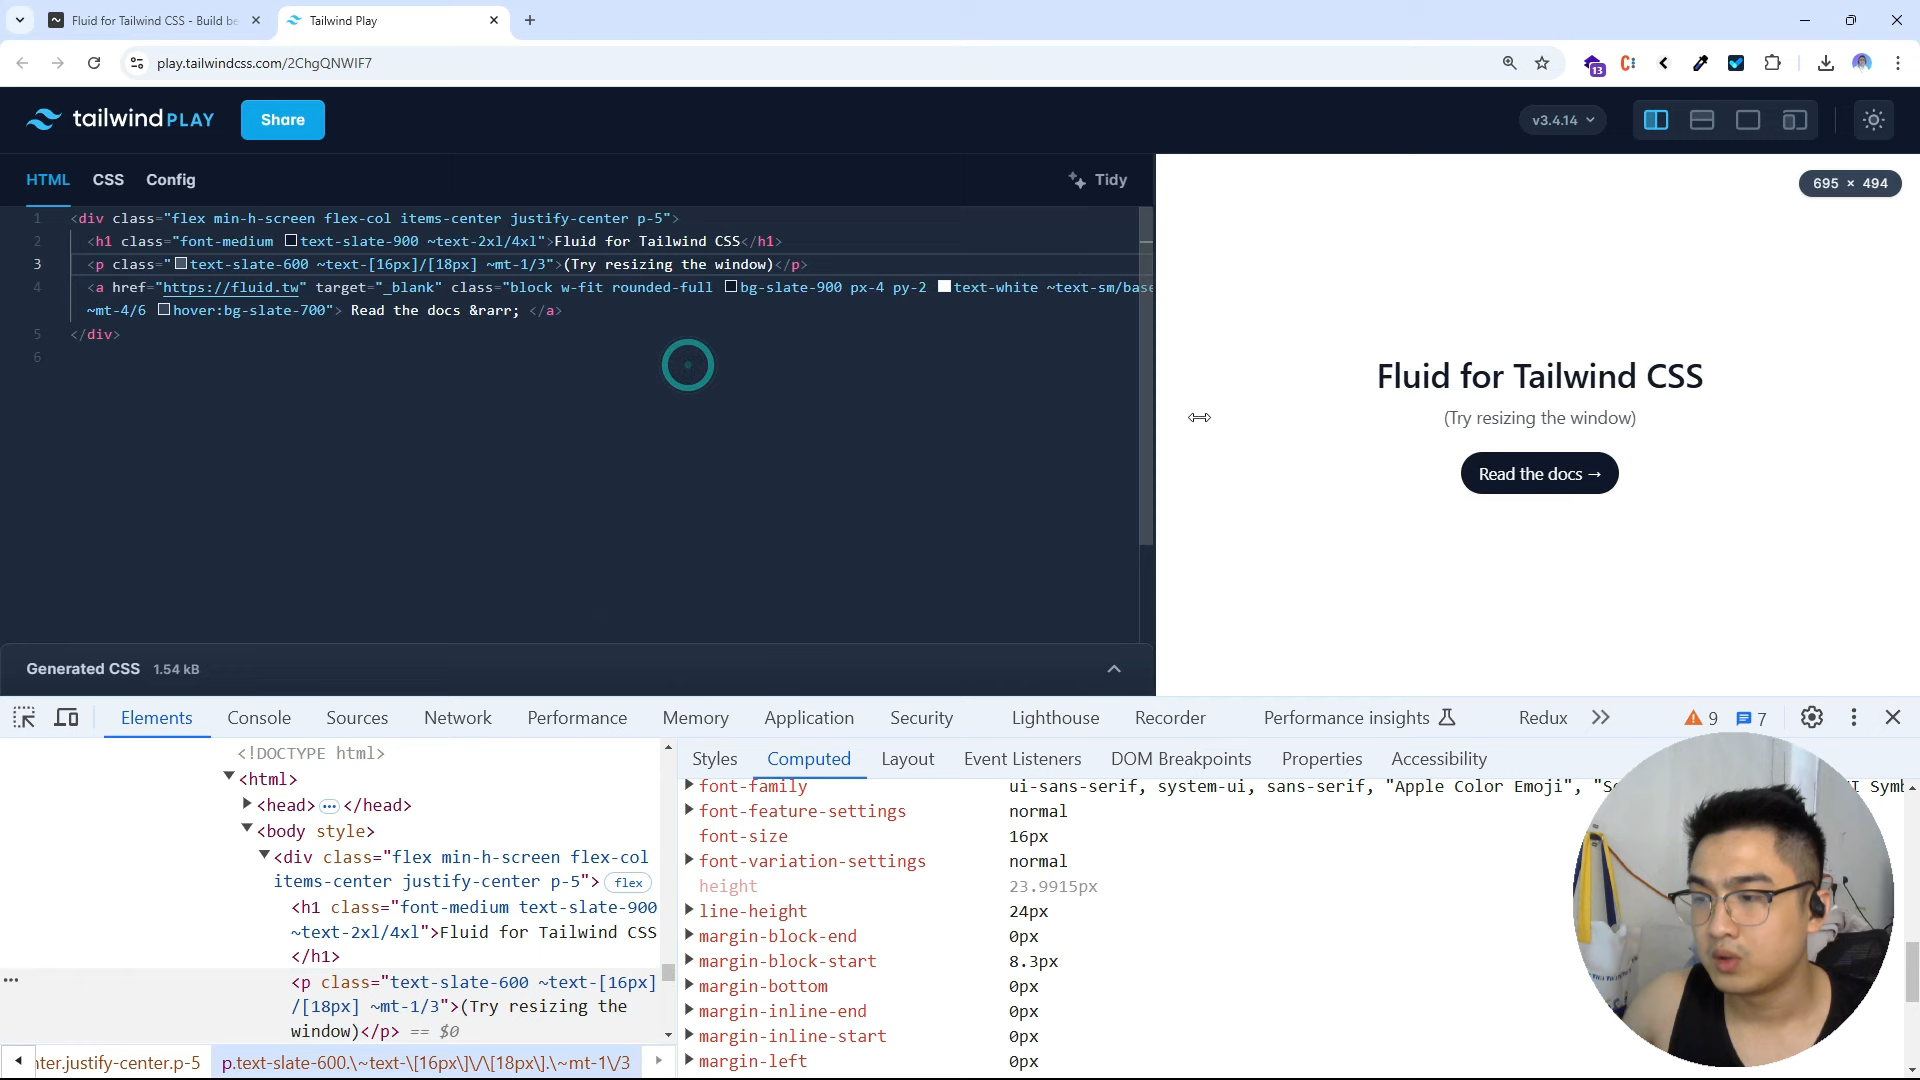 Fluid for Tailwind CSS - Build be
Tailwind Play
play.tailwindcss.com/2ChgQNWIF7
13
tailwind PLAY
Share
v3.4.14
HTML
CSS
Config
Tidy
695 × 494
1 <div class="flex min-h-screen flex-col items-center justify-center p-5">
2 <h1 class="font-medium text-slate-900 ~text-2xl/4xl">Fluid for Tailwind CSS</h1>
3 <p class="text-slate-600 ~text-[16px]/[18px] ~mt-1/3">(Try resizing the window)</p>
4 <a href="https://fluid.tw" target="_blank" class="block w-fit rounded-full bg-slate-900 px-4 py-2 text-white ~text-sm/base
~mt-4/6 hover:bg-slate-700"> Read the docs &rarr; </a>
5 </div>
6
Fluid for Tailwind CSS
(Try resizing the window)
Read the docs →
Generated CSS 1.54 kB
Elements
Console
Sources
Network
Performance
Memory
Application
Security
Lighthouse
Recorder
Performance insights
Redux
9
7
<!DOCTYPE html>
<html>
<head> ••• </head>
<body style>
<div class="flex min-h-screen flex-col
items-center justify-center p-5"> flex
<h1 class="font-medium text-slate-900
~text-2xl/4xl">Fluid for Tailwind CSS
</h1>
<p class="text-slate-600 ~text-[16px]
/[18px] ~mt-1/3">(Try resizing the
window)</p> == $0
nter.justify-center.p-5
p.text-slate-600.\~text-\[16px\]\/\[18px\].\~mt-1\/3
Styles
Computed
Layout
Event Listeners
DOM Breakpoints
Properties
Accessibility
font-family ui-sans-serif, system-ui, sans-serif, "Apple Color Emoji", "Se
font-feature-settings normal
font-size 16px
font-variation-settings normal
height 23.9915px
line-height 24px
margin-block-end 0px
margin-block-start 8.3px
margin-bottom 0px
margin-inline-end 0px
margin-inline-start 0px
margin-left 0px